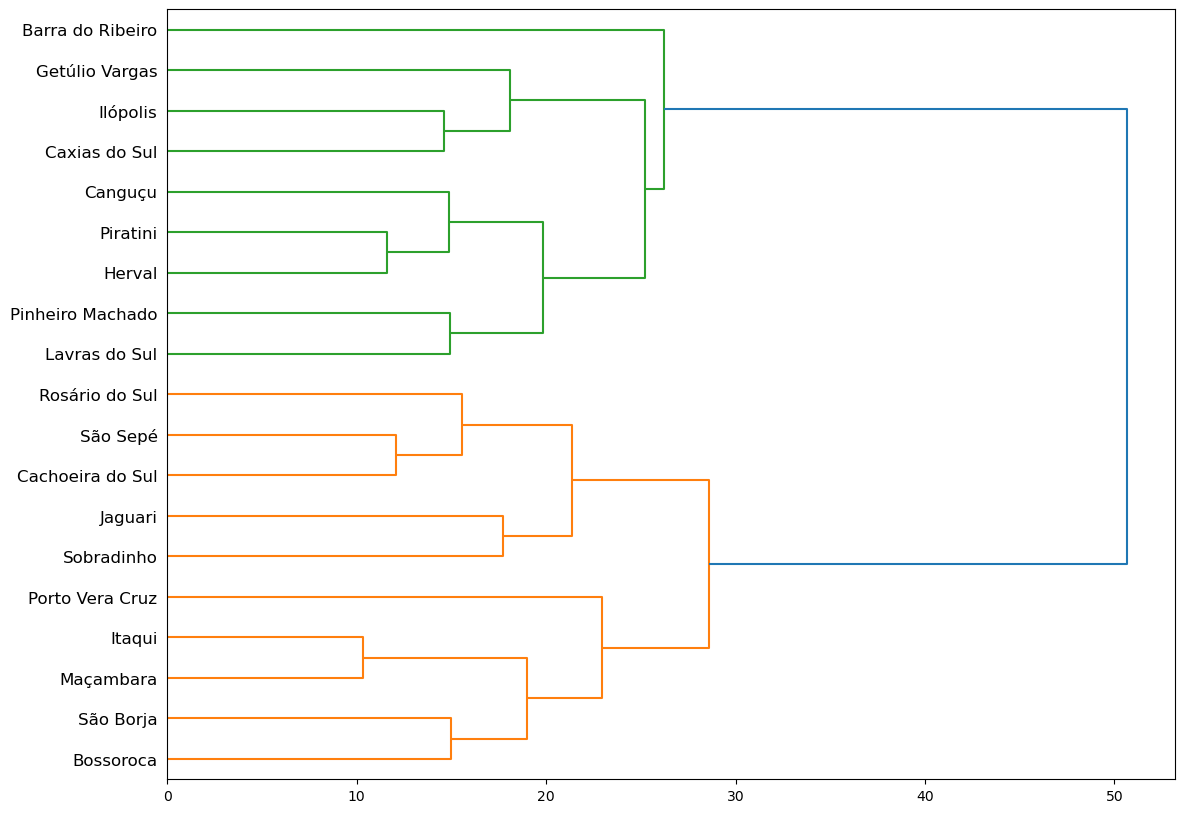 Barra do Ribeiro
Getúlio Vargas
Ilópolis
Caxias do Sul
Canguçu
Piratini
Herval
Pinheiro Machado
Lavras do Sul
Rosário do Sul
São Sepé
Cachoeira do Sul
Jaguari
Sobradinho
Porto Vera Cruz
Itaqui
Maçambara
São Borja
Bossoroca
0 10 20 30 40 50